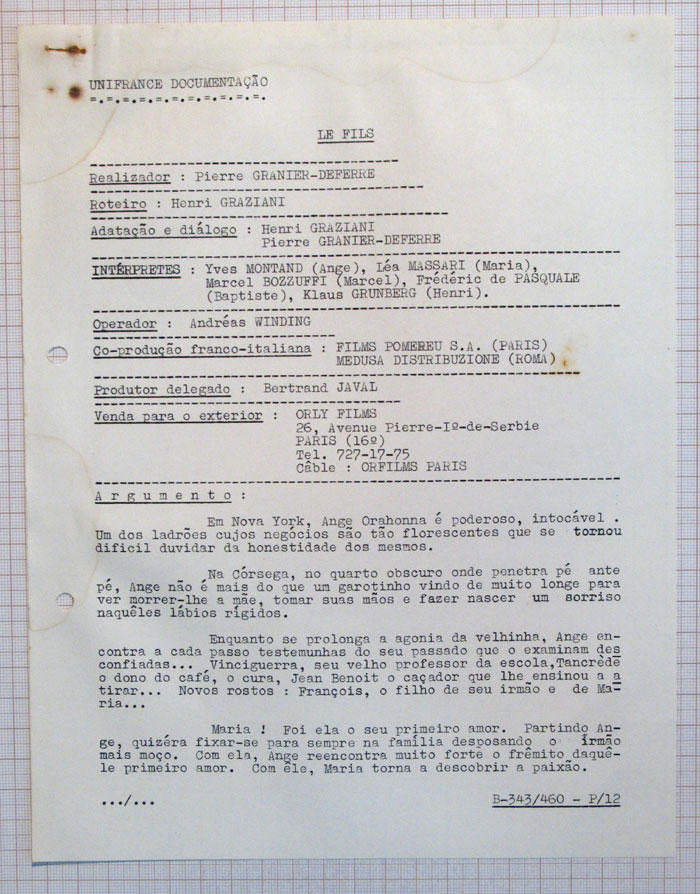 UNIFRANCE DOCUMENTAÇÃO
=.=.=.=.=.=.=.=.=.=.=.
LE FILS
Realizador : Pierre GRANIER-DEFERRE
Roteiro : Henri GRAZIANI
Adatação e diálogo : Henri GRAZIANI
Pierre GRANIER-DEFERRE
INTÉRPRETES : Yves MONTAND (Ange), Léa MASSARI (Maria),
Marcel BOZZUFFI (Marcel), Frédéric de PASQUALE
(Baptiste), Klaus GRUNBERG (Henri).
Operador : Andréas WINDING
Co-produção franco-italiana : FILMS POMEREU S.A. (PARIS)
MEDUSA DISTRIBUZIONE (ROMA)
Produtor delegado : Bertrand JAVAL
Venda para o exterior : ORLY FILMS
26, Avenue Pierre-Iº-de-Serbie
PARIS (16º)
Tel. 727-17-75
Câble : ORFILMS PARIS
A r g u m e n t o :
Em Nova York, Ange Orahonna é poderoso, intocável .
Um dos ladrões cujos negócios são tão florescentes que se tornou
dificil duvidar da honestidade dos mesmos.
Na Córsega, no quarto obscuro onde penetra pé ante
pé, Ange não é mais do que um garotinho vindo de muito longe para
ver morrer-lhe a mãe, tomar suas mãos e fazer nascer um sorriso
naquêles lábios rígidos.
Enquanto se prolonga a agonia da velhinha, Ange en-
contra a cada passo testemunhas do seu passado que o examinam des
confiadas... Vinciguerra, seu velho professor da escola,Tancrède
o dono do café, o cura, Jean Benoit o caçador que lhe ensinou a a
tirar... Novos rostos : François, o filho de seu irmão e de Ma-
ria...
Maria ! Foi ela o seu primeiro amor. Partindo An-
ge, quizéra fixar-se para sempre na família desposando o irmão
mais moço. Com ela, Ange reencontra muito forte o frêmito daquê-
le primeiro amor. Com êle, Maria torna a descobrir a paixão.
.../... B-343/460 - P/12